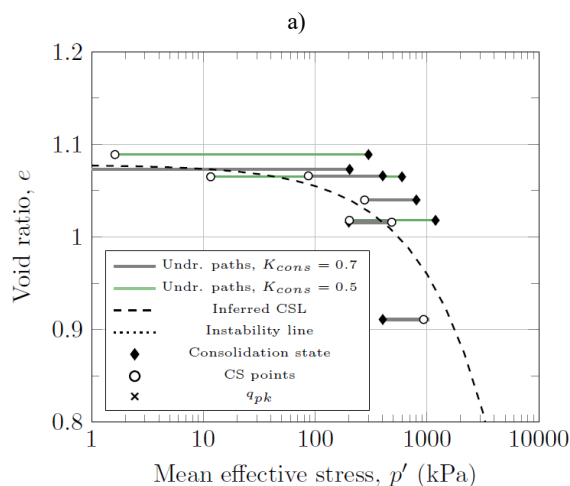 a)
1.2
1.1
1
0.9
0.8
Void ratio, e
Undr. paths, K_cons = 0.7
Undr. paths, K_cons = 0.5
Inferred CSL
Instability line
Consolidation state
CS points
q_pk
1 10 100 1000 10000
Mean effective stress, p′ (kPa)